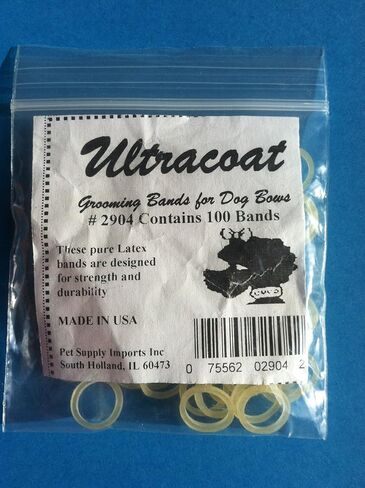 Ultracoat
Grooming Bands for Dog Bows
# 2904 Contains 100 Bands
These pure Latex
bands are designed
for strength and
durability
MADE IN USA
Pet Supply Imports Inc
South Holland, IL 60473
0 75562 02904 2